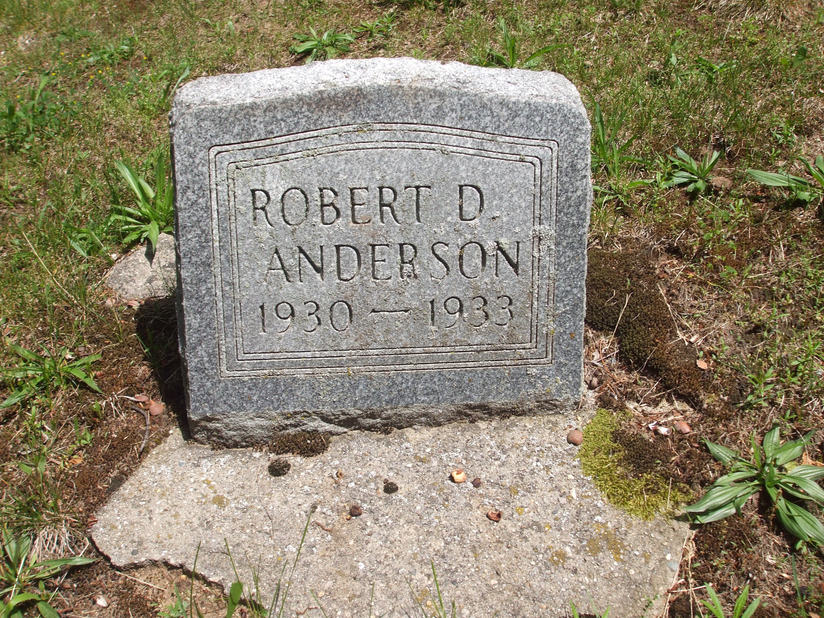 ROBERT D.
ANDERSON
1930 — 1933